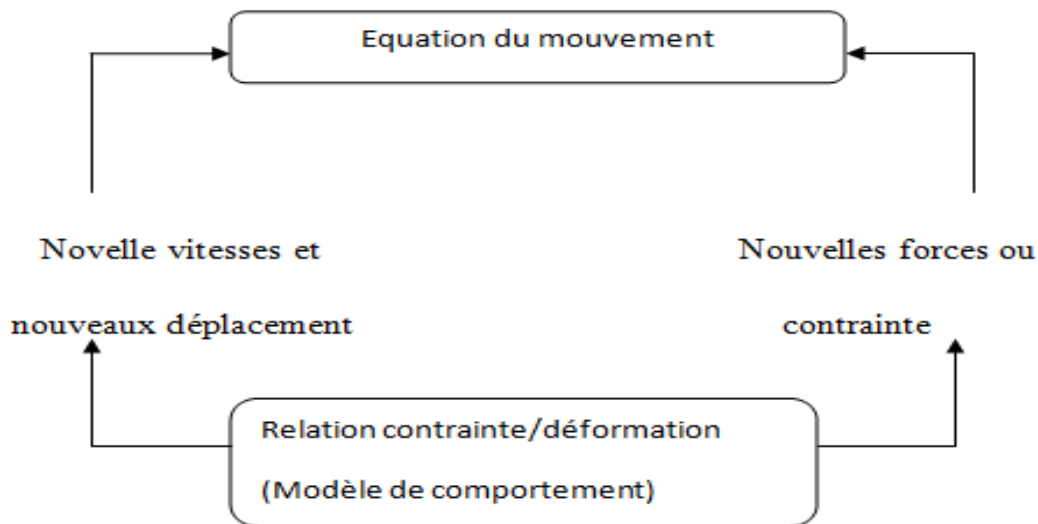 Equation du mouvement
Novelle vitesses et
nouveaux déplacement
Nouvelles forces ou
contrainte
Relation contrainte/déformation
(Modèle de comportement)